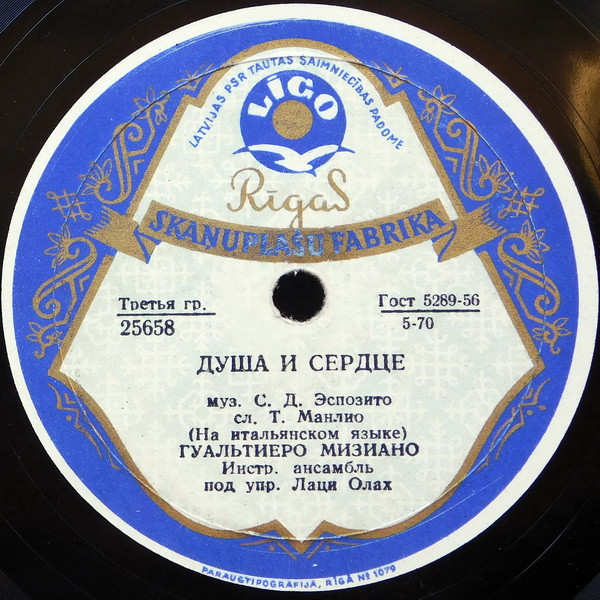 LATVIJAS PSR TAUTAS SAIMNIECĪBAS PADOME
LĪGO
Rīgas
SKAŅUPLAŠU FABRIKA
Третья гр.
25658
Гост 5289-56
5-70
ДУША И СЕРДЦЕ
муз. С. Д. Эспозито
сл. Т. Манлио
(На итальянском языке)
ГУАЛЬТИЕРО МИЗИАНО
Инстр. ансамбль
под упр. Лаци Олах
PARAUGTIPOGRAFIJA, RĪGĀ № 1079